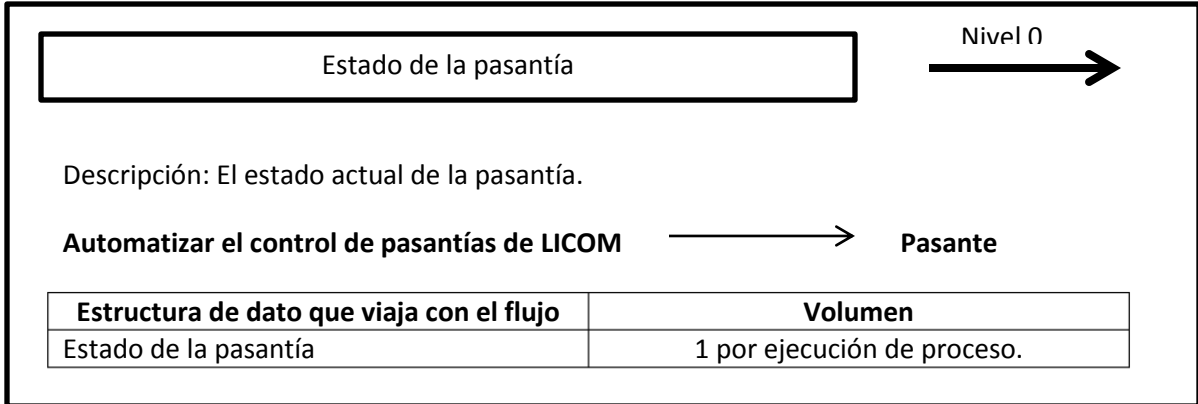 Nivel 0
Estado de la pasantía
Descripción: El estado actual de la pasantía.
Automatizar el control de pasantías de LICOM Pasante
Estructura de dato que viaja con el flujo Volumen
Estado de la pasantía 1 por ejecución de proceso.